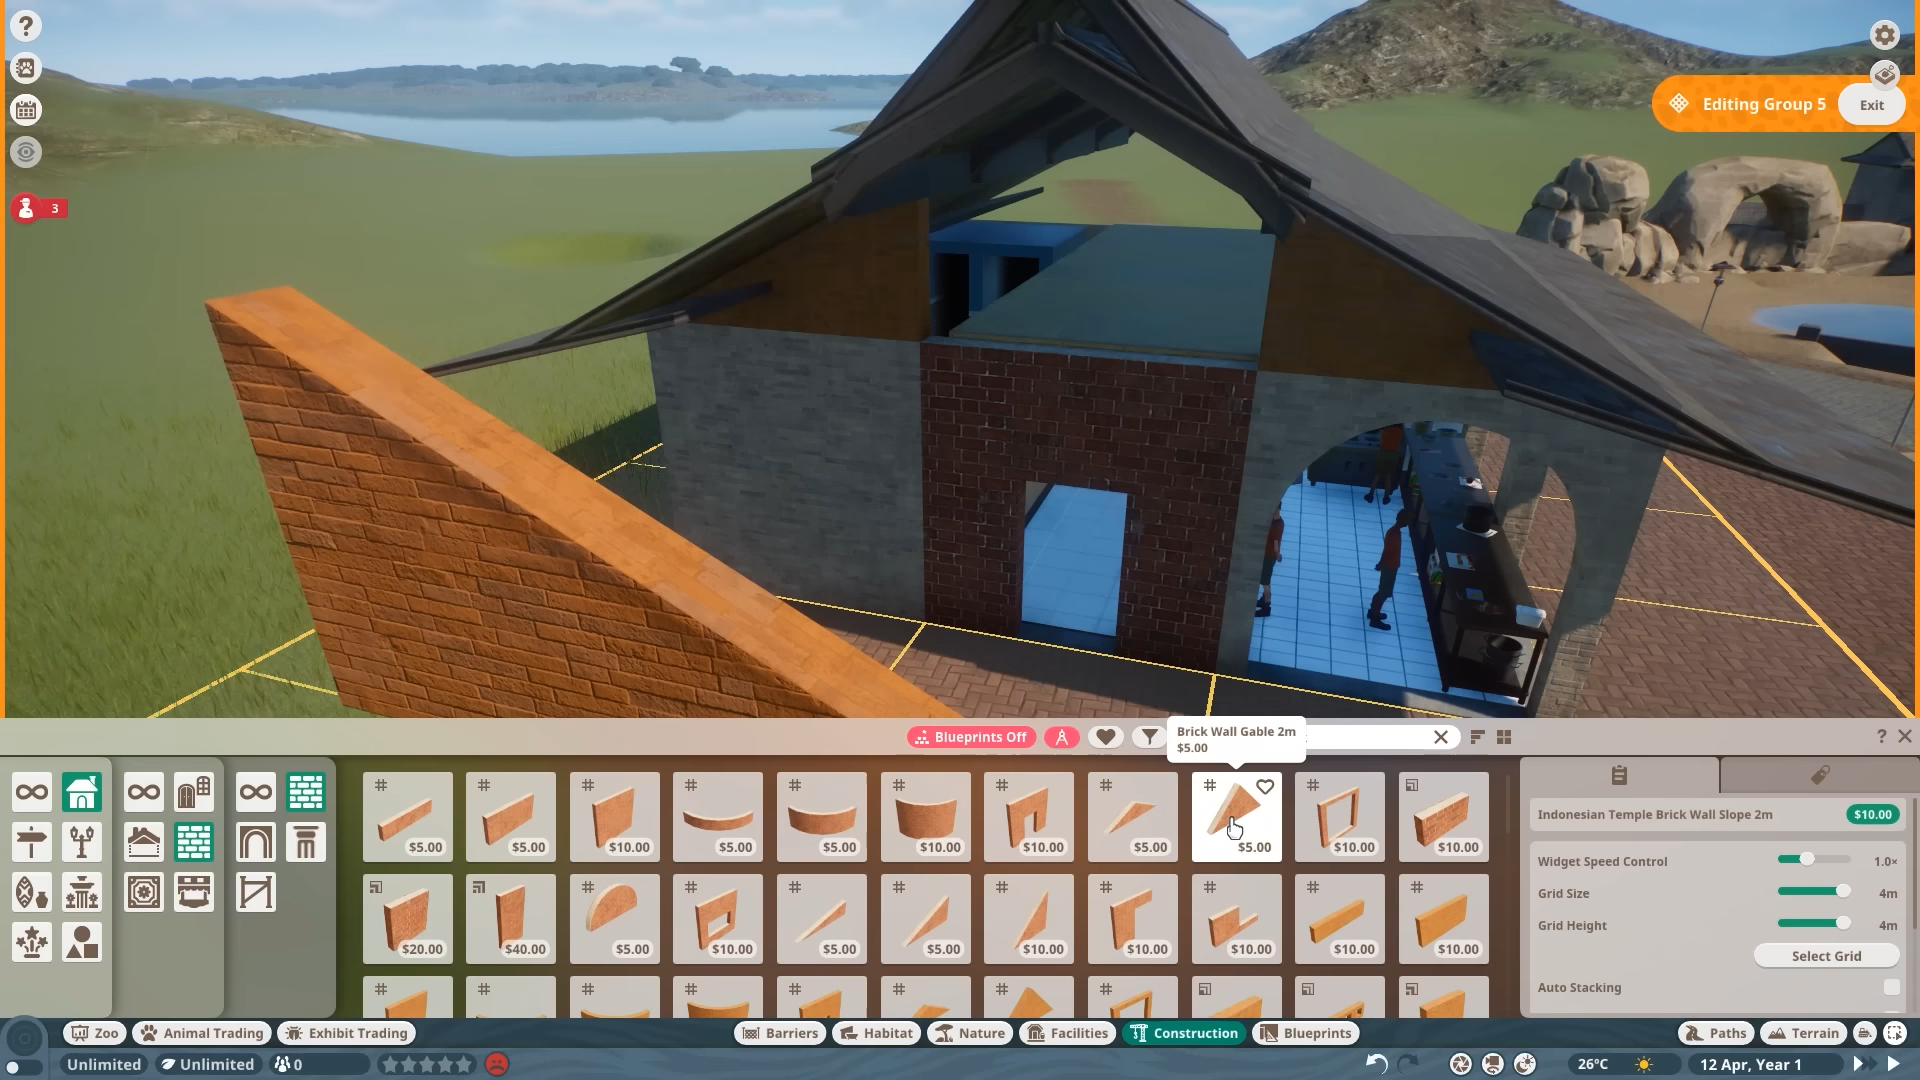 ?
Editing Group 5
Exit
3
Blueprints Off
Brick Wall Gable 2m
$5.00
?
$5.00
$5.00
$10.00
$5.00
$5.00
$10.00
$10.00
$5.00
$5.00
$10.00
$10.00
$20.00
$40.00
$5.00
$10.00
$5.00
$5.00
$10.00
$10.00
$10.00
$10.00
$10.00
Indonesian Temple Brick Wall Slope 2m
$10.00
Widget Speed Control
1.0×
Grid Size
4m
Grid Height
4m
Select Grid
Auto Stacking
Zoo
Animal Trading
Exhibit Trading
Barriers
Habitat
Nature
Facilities
Construction
Blueprints
Paths
Terrain
Unlimited
Unlimited
0
26°C
12 Apr, Year 1